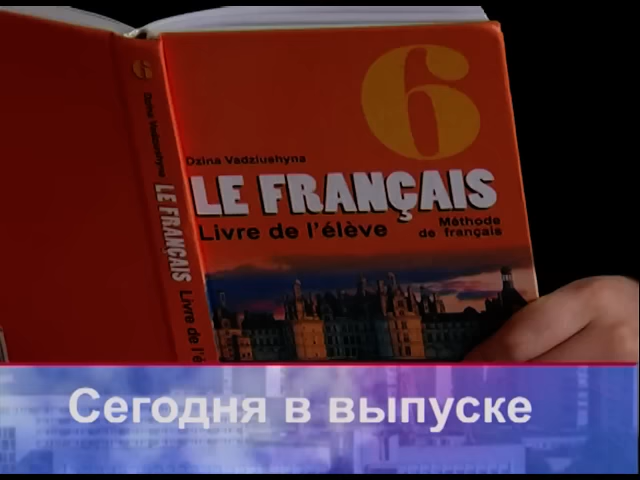 6
Dzina Vadziushyna
LE FRANÇAIS
Livre de l'élève
Méthode
de français
6
Dzina Vadziushyna
LE FRANÇAIS
Livre de l'é
Сегодня в выпуске